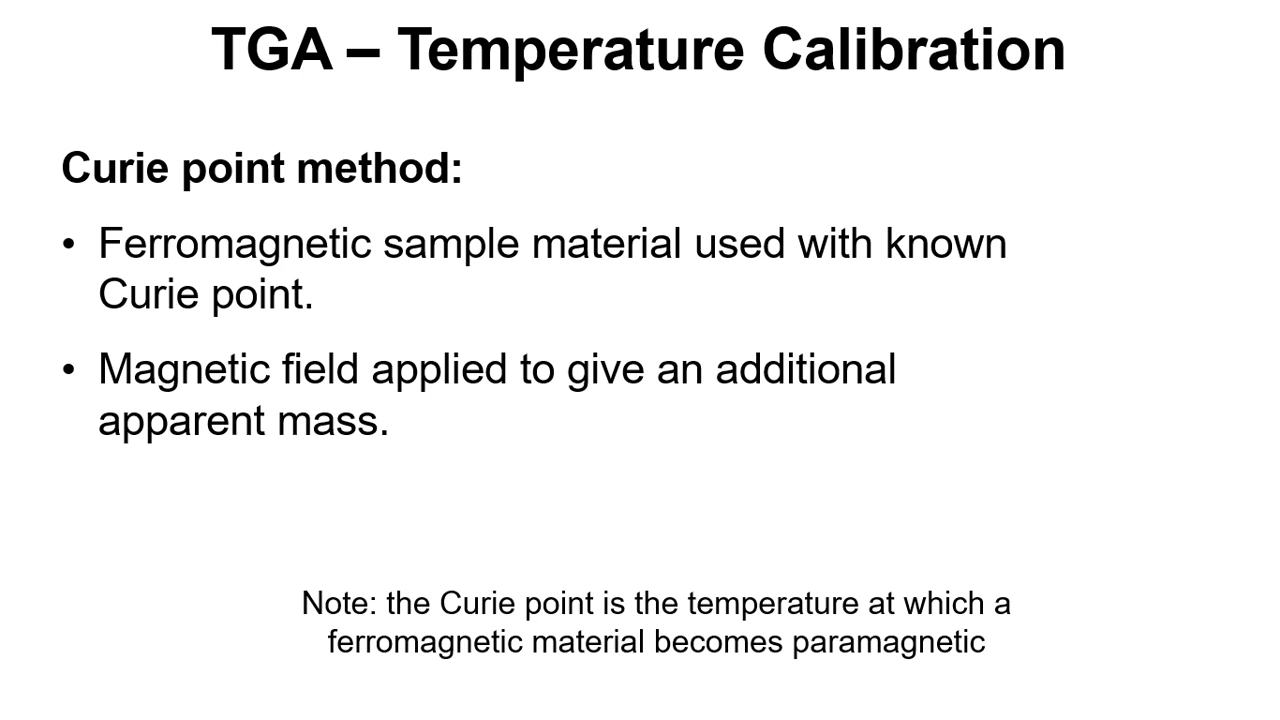 TGA – Temperature Calibration
Curie point method:
• Ferromagnetic sample material used with known
Curie point.
• Magnetic field applied to give an additional
apparent mass.
Note: the Curie point is the temperature at which a
ferromagnetic material becomes paramagnetic